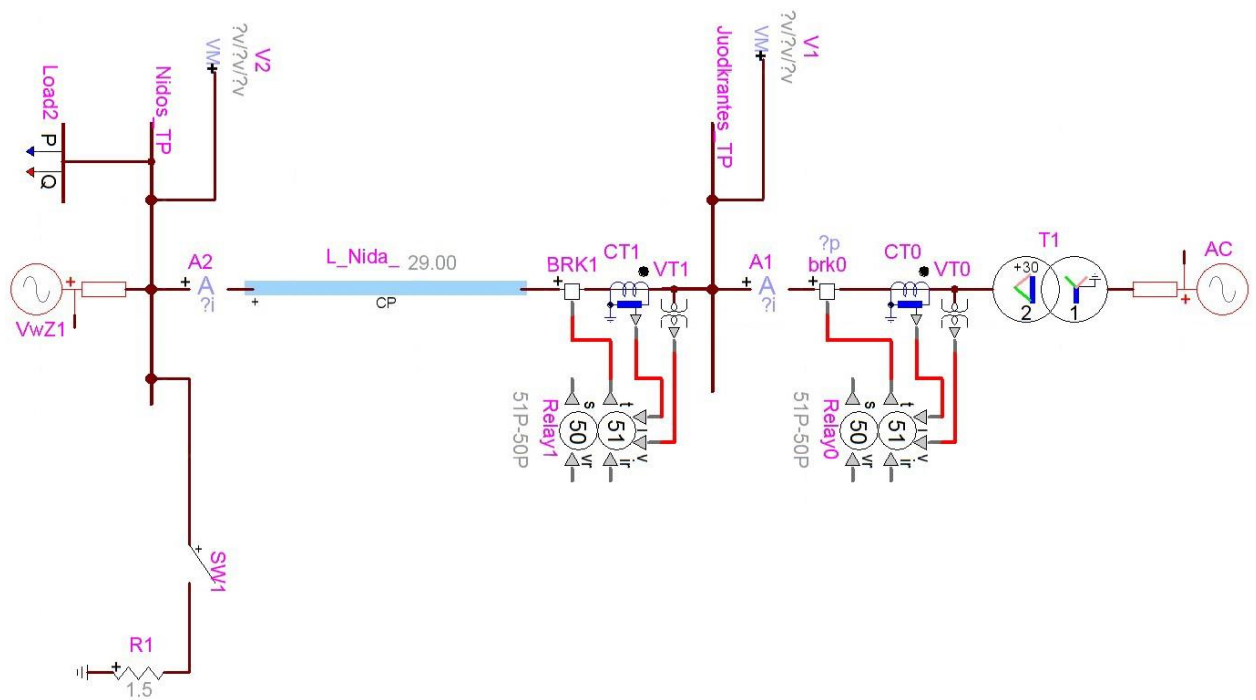 V2
VM
?v/?v/?v
V1
VM
?v/?v/?v
Load2
P
Q
Nidos_TP
Juodkrantes_TP
VwZ1
A2
A
?i
L_Nida_ 29.00
CP
BRK1
CT1
VT1
A1
A
?i
?p
brk0
CT0
VT0
T1
+30
2
1
AC
51P-50P
Relay1
s
50
vr
t
51
ir
i
v
51P-50P
Relay0
s
50
vr
t
51
ir
i
v
SW1
R1
1.5